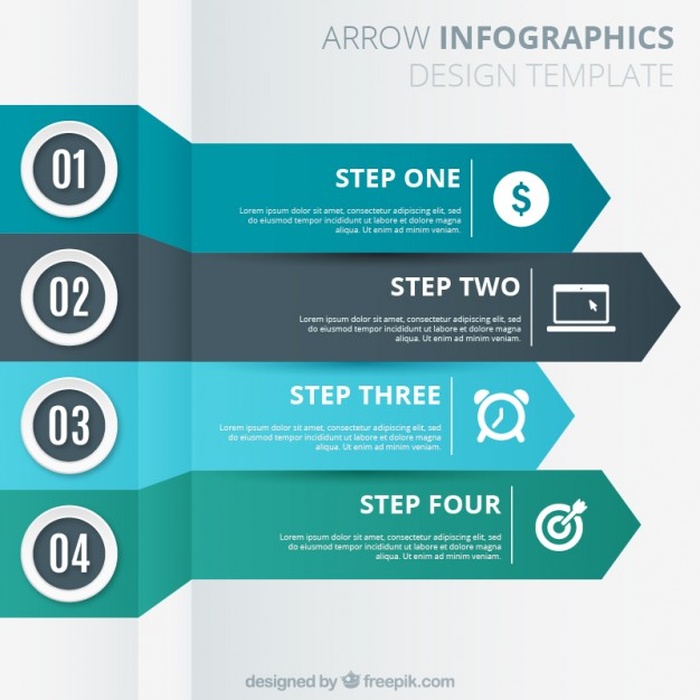 ARROW INFOGRAPHICS
DESIGN TEMPLATE
01
STEP ONE
$
Lorem ipsum dolor sit amet, consectetur adipiscing elit, sed
do eiusmod tempor incididunt ut labore et dolore magna
aliqua. Ut enim ad minim veniam.
02
STEP TWO
Lorem ipsum dolor sit amet, consectetur adipiscing elit, sed
do eiusmod tempor incididunt ut labore et dolore magna
aliqua. Ut enim ad minim veniam.
03
STEP THREE
Lorem ipsum dolor sit amet, consectetur adipiscing elit, sed
do eiusmod tempor incididunt ut labore et dolore magna
aliqua. Ut enim ad minim veniam.
04
STEP FOUR
Lorem ipsum dolor sit amet, consectetur adipiscing elit, sed
do eiusmod tempor incididunt ut labore et dolore magna
aliqua. Ut enim ad minim veniam.
designed by freepik.com